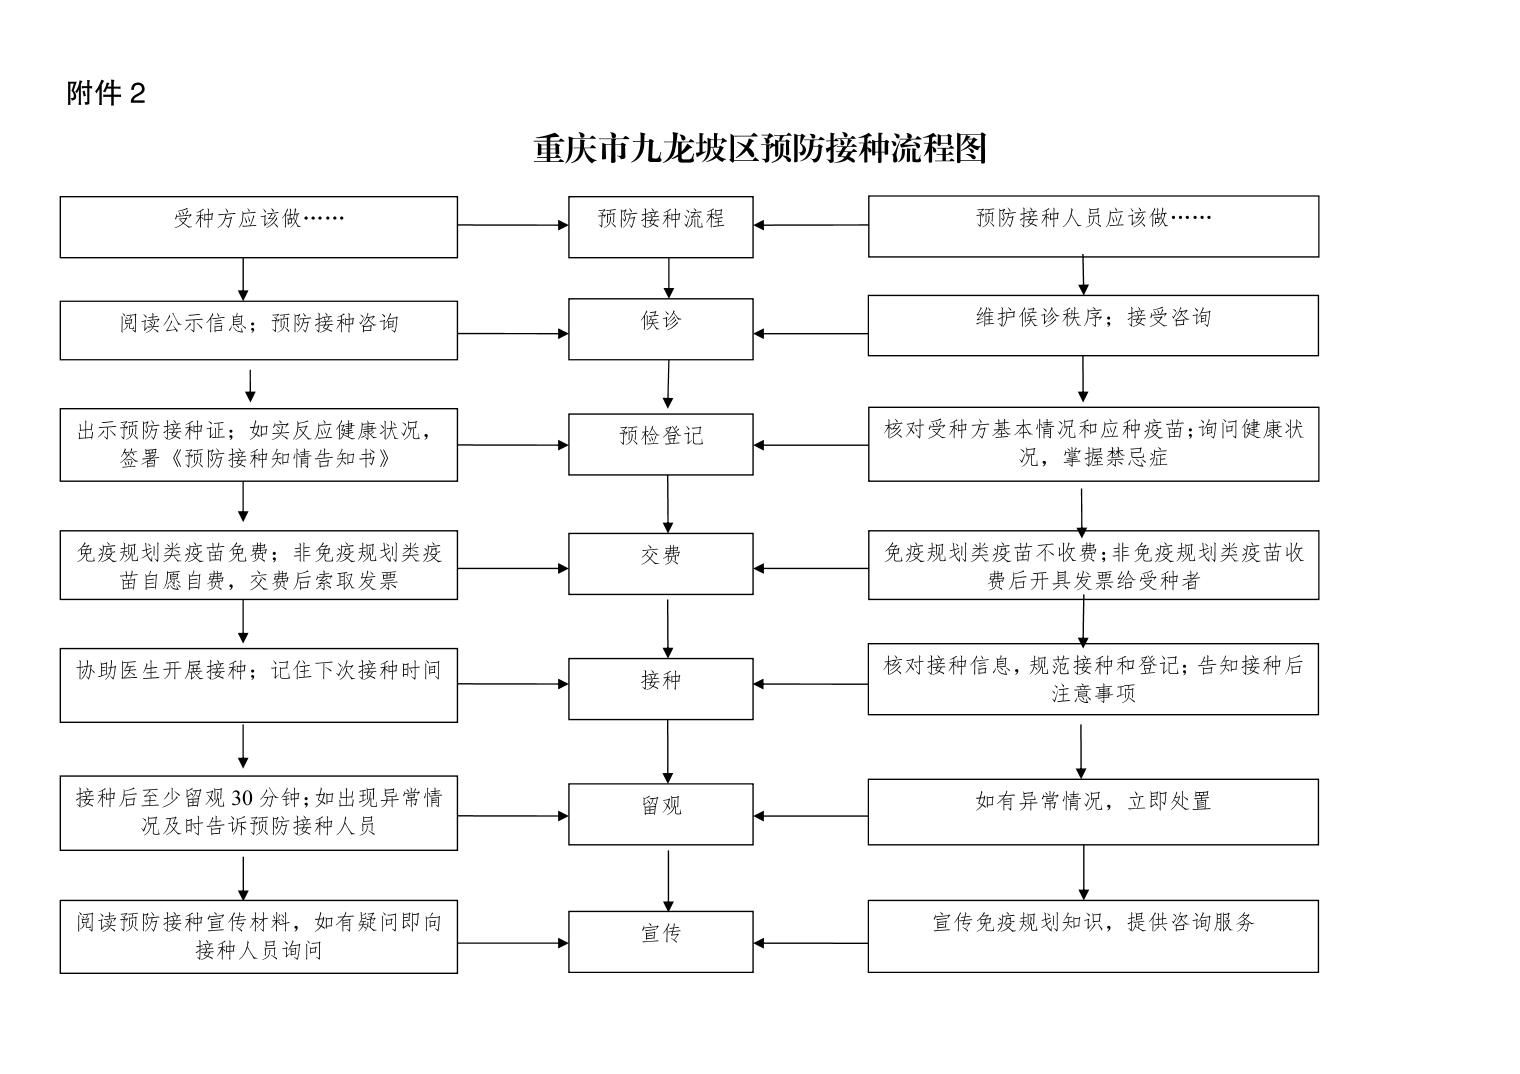 附件 2
重庆市九龙坡区预防接种流程图
受种方应该做……
预防接种流程
预防接种人员应该做……
阅读公示信息；预防接种咨询
候诊
维护候诊秩序；接受咨询
出示预防接种证；如实反应健康状况，
签署《预防接种知情告知书》
预检登记
核对受种方基本情况和应种疫苗；询问健康状
况，掌握禁忌症
免疫规划类疫苗免费；非免疫规划类疫
苗自愿自费，交费后索取发票
交费
免疫规划类疫苗不收费；非免疫规划类疫苗收
费后开具发票给受种者
协助医生开展接种；记住下次接种时间
接种
核对接种信息，规范接种和登记；告知接种后
注意事项
接种后至少留观 30 分钟；如出现异常情
况及时告诉预防接种人员
留观
如有异常情况，立即处置
阅读预防接种宣传材料，如有疑问即向
接种人员询问
宣传
宣传免疫规划知识，提供咨询服务